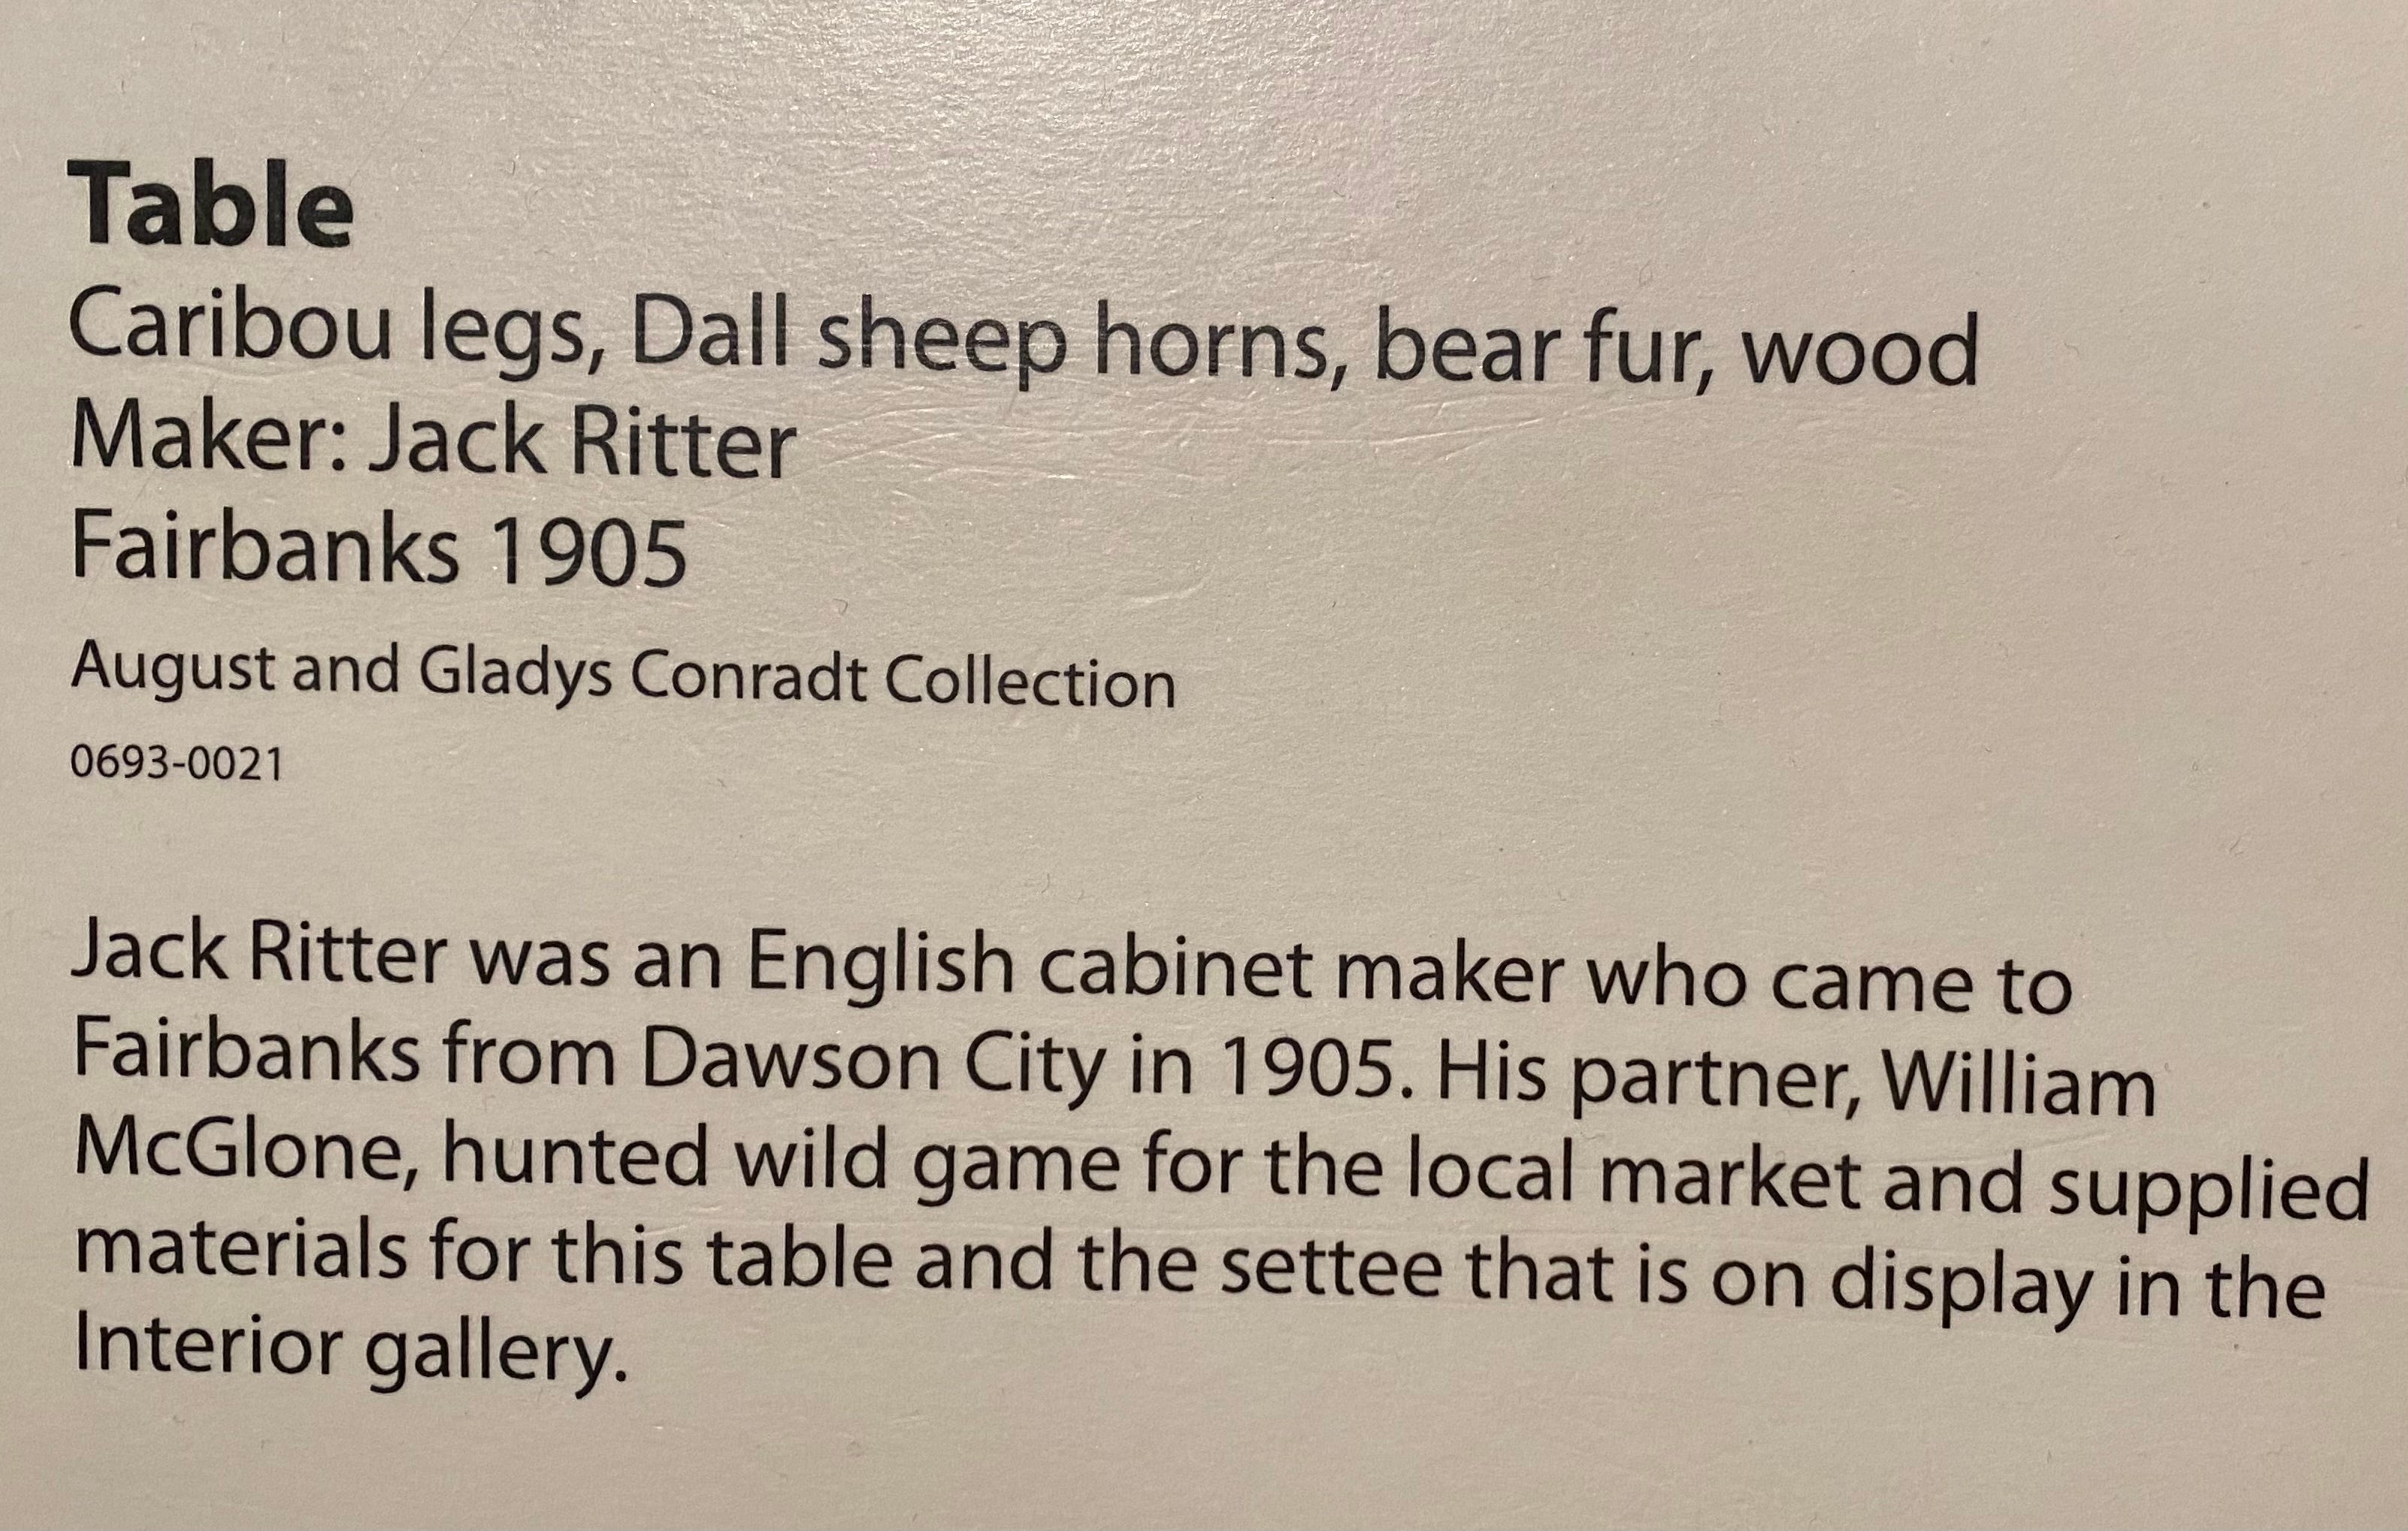 Table
Caribou legs, Dall sheep horns, bear fur, wood
Maker: Jack Ritter
Fairbanks 1905
August and Gladys Conradt Collection
0693-0021
Jack Ritter was an English cabinet maker who came to
Fairbanks from Dawson City in 1905. His partner, William
McGlone, hunted wild game for the local market and supplied
materials for this table and the settee that is on display in the
Interior gallery.